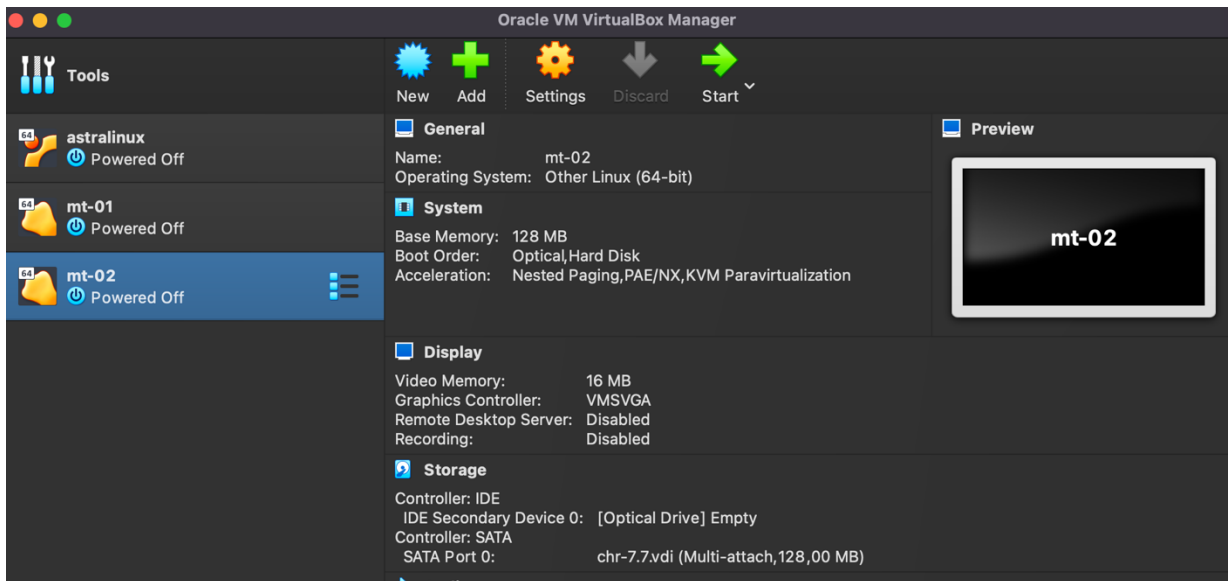 Oracle VM VirtualBox Manager
Tools
New Add Settings Discard Start
64
astralinux
Powered Off
64
mt-01
Powered Off
64
mt-02
Powered Off
General
Name: mt-02
Operating System: Other Linux (64-bit)
System
Base Memory: 128 MB
Boot Order: Optical,Hard Disk
Acceleration: Nested Paging,PAE/NX,KVM Paravirtualization
Preview
mt-02
Display
Video Memory: 16 MB
Graphics Controller: VMSVGA
Remote Desktop Server: Disabled
Recording: Disabled
Storage
Controller: IDE
IDE Secondary Device 0: [Optical Drive] Empty
Controller: SATA
SATA Port 0: chr-7.7.vdi (Multi-attach,128,00 MB)